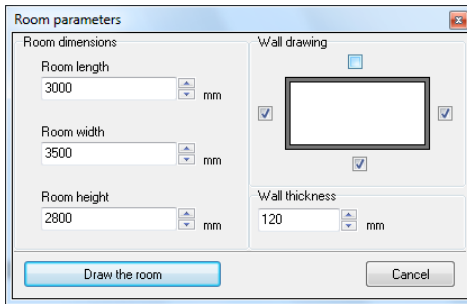 Room parameters
Room dimensions
Room length
3000
mm
Room width
3500
mm
Room height
2800
mm
Wall drawing
Wall thickness
120
mm
Draw the room
Cancel